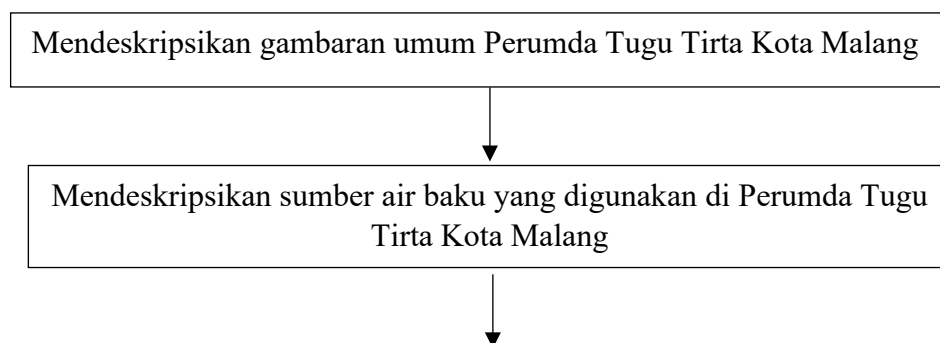 Mendeskripsikan gambaran umum Perumda Tugu Tirta Kota Malang
Mendeskripsikan sumber air baku yang digunakan di Perumda Tugu
Tirta Kota Malang